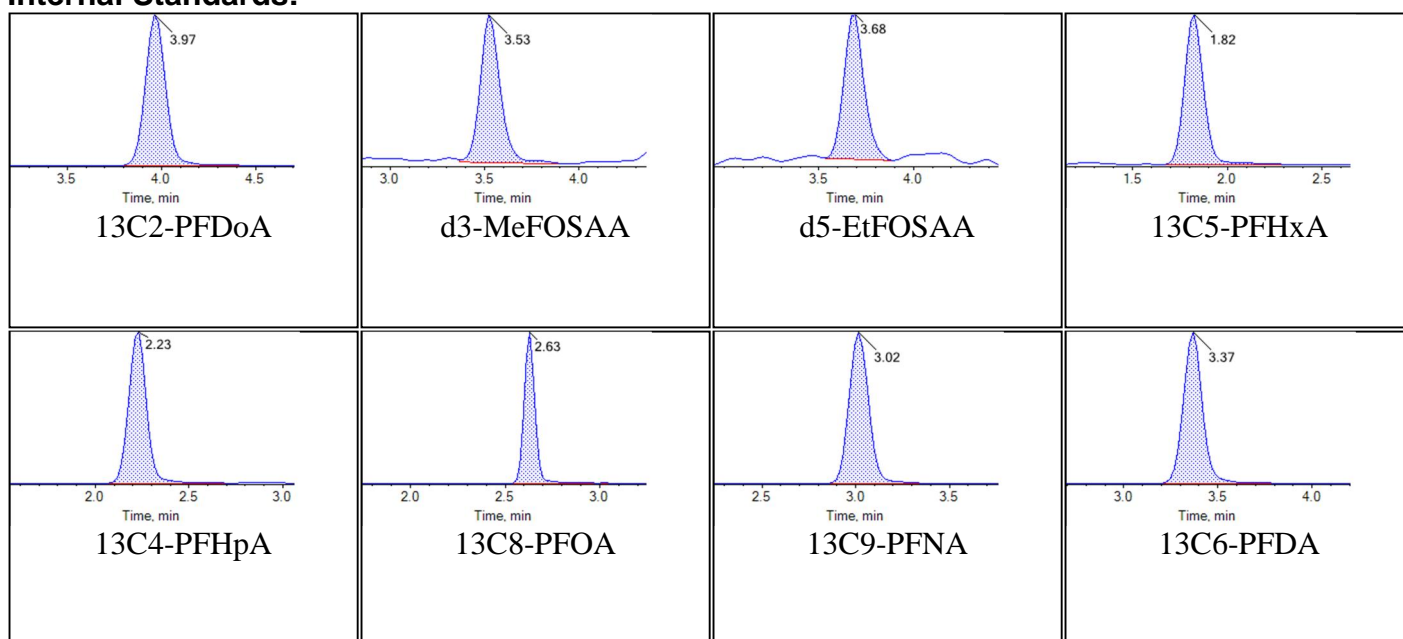 Internal Standards:
3.97
3.5 4.0 4.5
Time, min
13C2-PFDoA
3.53
3.0 3.5 4.0
Time, min
d3-MeFOSAA
3.68
3.5 4.0
Time, min
d5-EtFOSAA
1.82
1.5 2.0 2.5
Time, min
13C5-PFHxA
2.23
2.0 2.5 3.0
Time, min
13C4-PFHpA
2.63
2.0 2.5 3.0
Time, min
13C8-PFOA
3.02
2.5 3.0 3.5
Time, min
13C9-PFNA
3.37
3.0 3.5 4.0
Time, min
13C6-PFDA